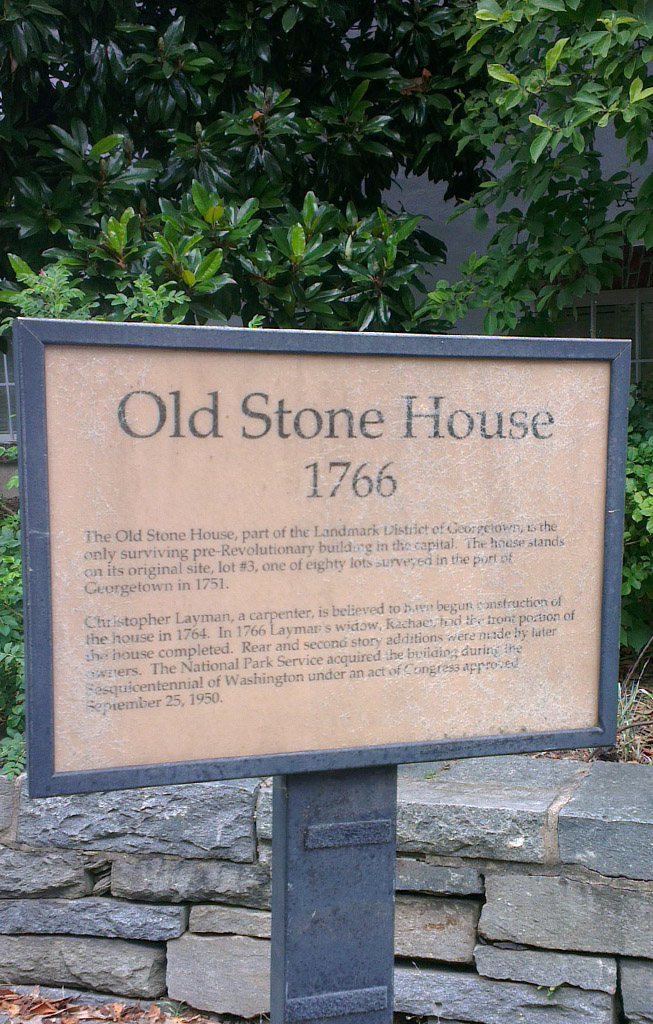 Old Stone House
1766
The Old Stone House, part of the Landmark District of Georgetown, is the
only surviving pre-Revolutionary building in the capital. The house stands
on its original site, lot #3, one of eighty lots surveyed in the port of
Georgetown in 1751.
Christopher Layman, a carpenter, is believed to have begun construction of
the house in 1764. In 1766 Layman's widow, Rachael, had the front portion of
the house completed. Rear and second story additions were made by later
owners. The National Park Service acquired the building during the
Sesquicentennial of Washington under an act of Congress approved
September 25, 1950.